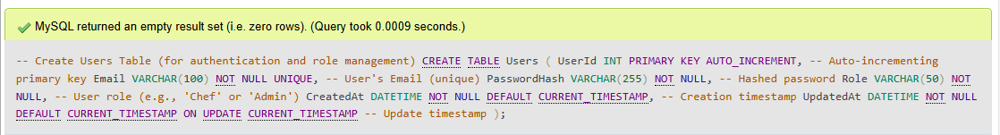 MySQL returned an empty result set (i.e. zero rows). (Query took 0.0009 seconds.)
-- Create Users Table (for authentication and role management) CREATE TABLE Users ( UserId INT PRIMARY KEY AUTO_INCREMENT, -- Auto-incrementing
primary key Email VARCHAR(100) NOT NULL UNIQUE, -- User's Email (unique) PasswordHash VARCHAR(255) NOT NULL, -- Hashed password Role VARCHAR(50) NOT
NULL, -- User role (e.g., 'Chef' or 'Admin') CreatedAt DATETIME NOT NULL DEFAULT CURRENT_TIMESTAMP, -- Creation timestamp UpdatedAt DATETIME NOT NULL
DEFAULT CURRENT_TIMESTAMP ON UPDATE CURRENT_TIMESTAMP -- Update timestamp );